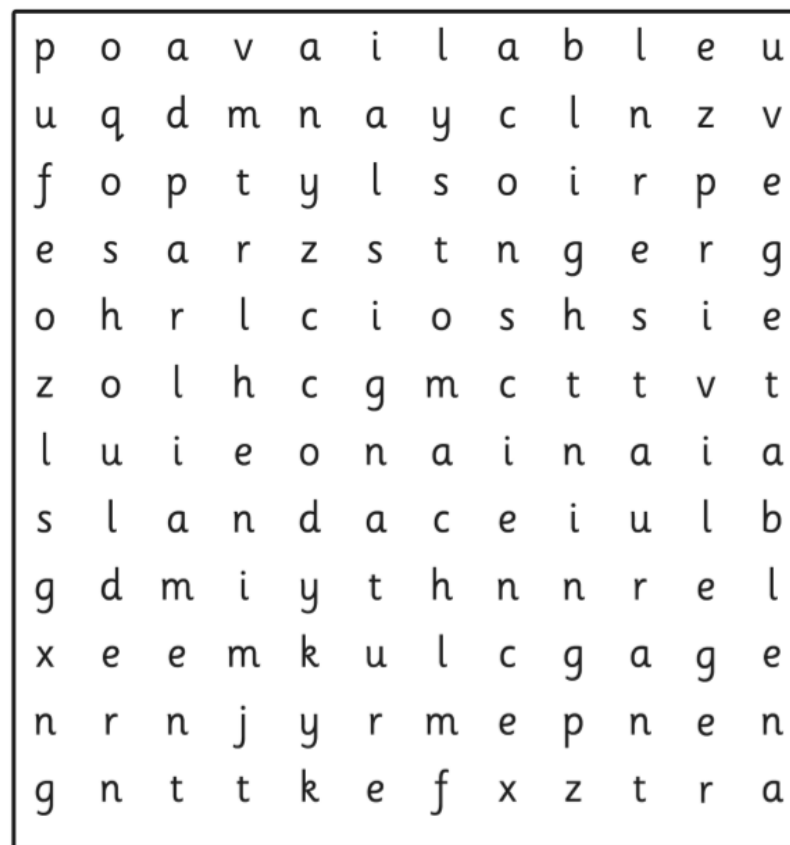 p o a v a i l a b l e u
u q d m n a y c l n z v
f o p t y l s o i r p e
e s a r z s t n g e r g
o h r l c i o s h s i e
z o l h c g m c t t v t
l u i e o n a i n a i a
s l a n d a c e i u l b
g d m i y t h n n r e l
x e e m k u l c g a g e
n r n j y r m e p n e n
g n t t k e f x z t r a